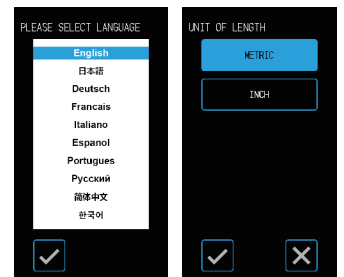 PLEASE SELECT LANGUAGE
English
日本語
Deutsch
Francais
Italiano
Espanol
Portugues
Русский
简体中文
한국어
UNIT OF LENGTH
METRIC
INCH